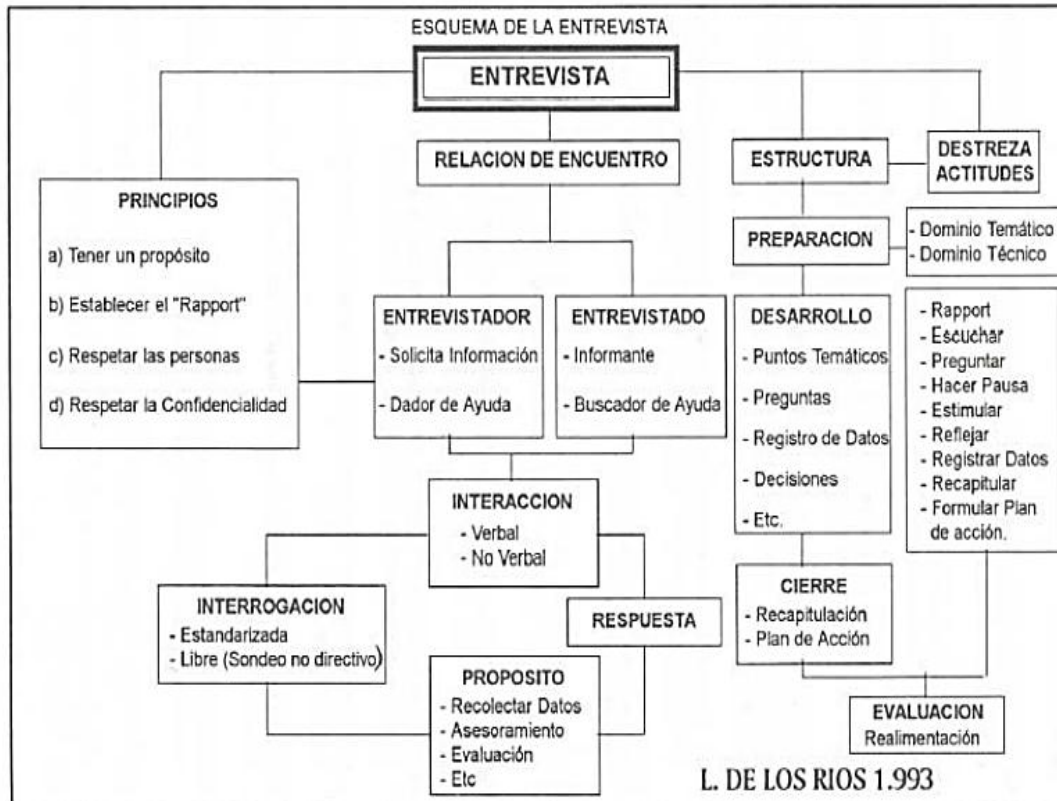 ESQUEMA DE LA ENTREVISTA
ENTREVISTA
RELACION DE ENCUENTRO
ESTRUCTURA
DESTREZA
ACTITUDES
PRINCIPIOS
a) Tener un propósito
b) Establecer el "Rapport"
c) Respetar las personas
d) Respetar la Confidencialidad
PREPARACION
- Dominio Temático
- Dominio Técnico
ENTREVISTADOR
- Solicita Información
- Dador de Ayuda
ENTREVISTADO
- Informante
- Buscador de Ayuda
DESARROLLO
- Puntos Temáticos
- Preguntas
- Registro de Datos
- Decisiones
- Etc.
- Rapport
- Escuchar
- Preguntar
- Hacer Pausa
- Estimular
- Reflejar
- Registrar Datos
- Recapitular
- Formular Plan
de acción.
INTERACCION
- Verbal
- No Verbal
INTERROGACION
- Estandarizada
- Libre (Sondeo no directivo)
RESPUESTA
CIERRE
- Recapitulación
- Plan de Acción
PROPOSITO
- Recolectar Datos
- Asesoramiento
- Evaluación
- Etc
EVALUACION
Realimentación
L. DE LOS RIOS 1.993